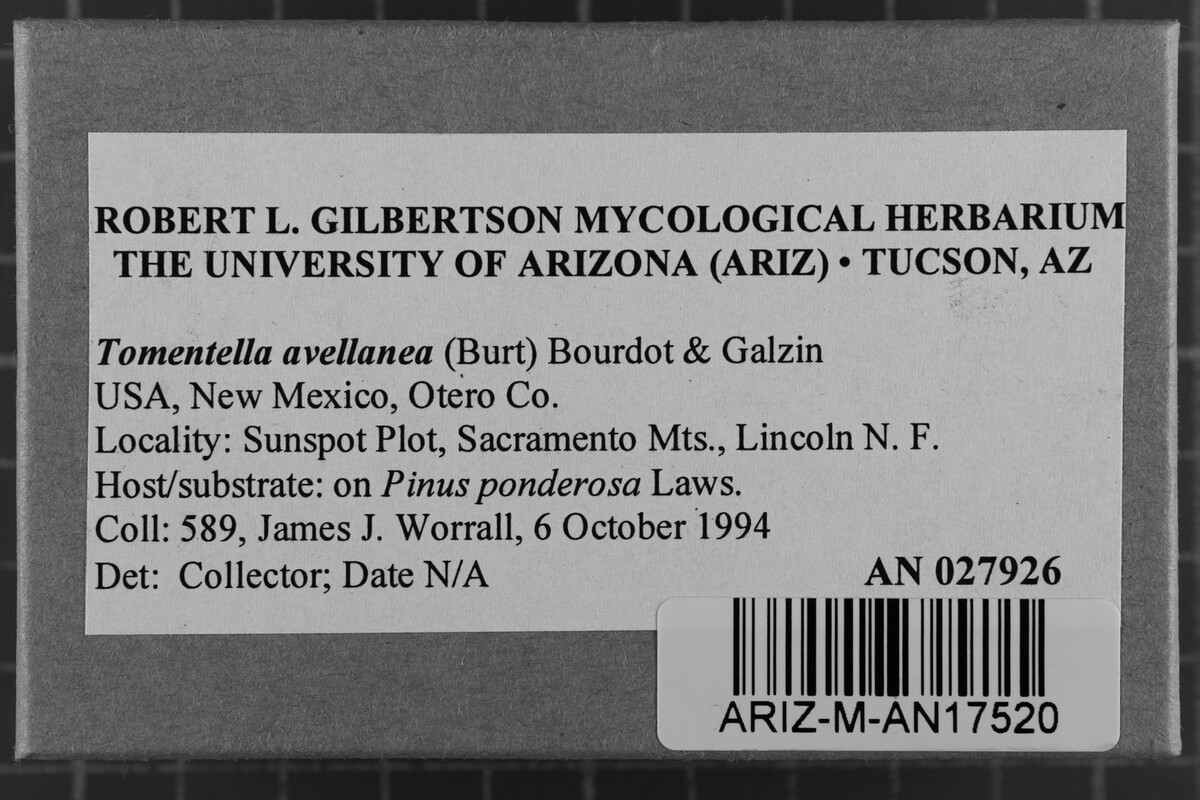 ROBERT L. GILBERTSON MYCOLOGICAL HERBARIUM
THE UNIVERSITY OF ARIZONA (ARIZ) • TUCSON, AZ
Tomentella avellanea (Burt) Bourdot & Galzin
USA, New Mexico, Otero Co.
Locality: Sunspot Plot, Sacramento Mts., Lincoln N. F.
Host/substrate: on Pinus ponderosa Laws.
Coll: 589, James J. Worrall, 6 October 1994
Det: Collector; Date N/A
AN 027926
ARIZ-M-AN17520